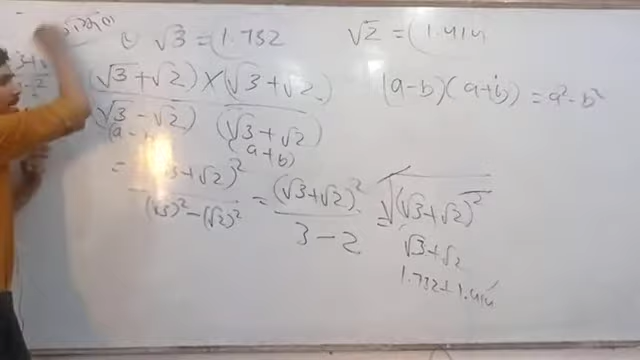 √3 = (1.732 √2 = (1.414
(√3+√2) × (√3+√2) (a-b)(a+b) = a²-b²
(√3-√2) (√3+√2)
(a+b)
= √3+√2)² = (√3+√2)² = √(√3+√2)²
(√3)²-(√2)² 3-2
√3+√2
1.732+1.414